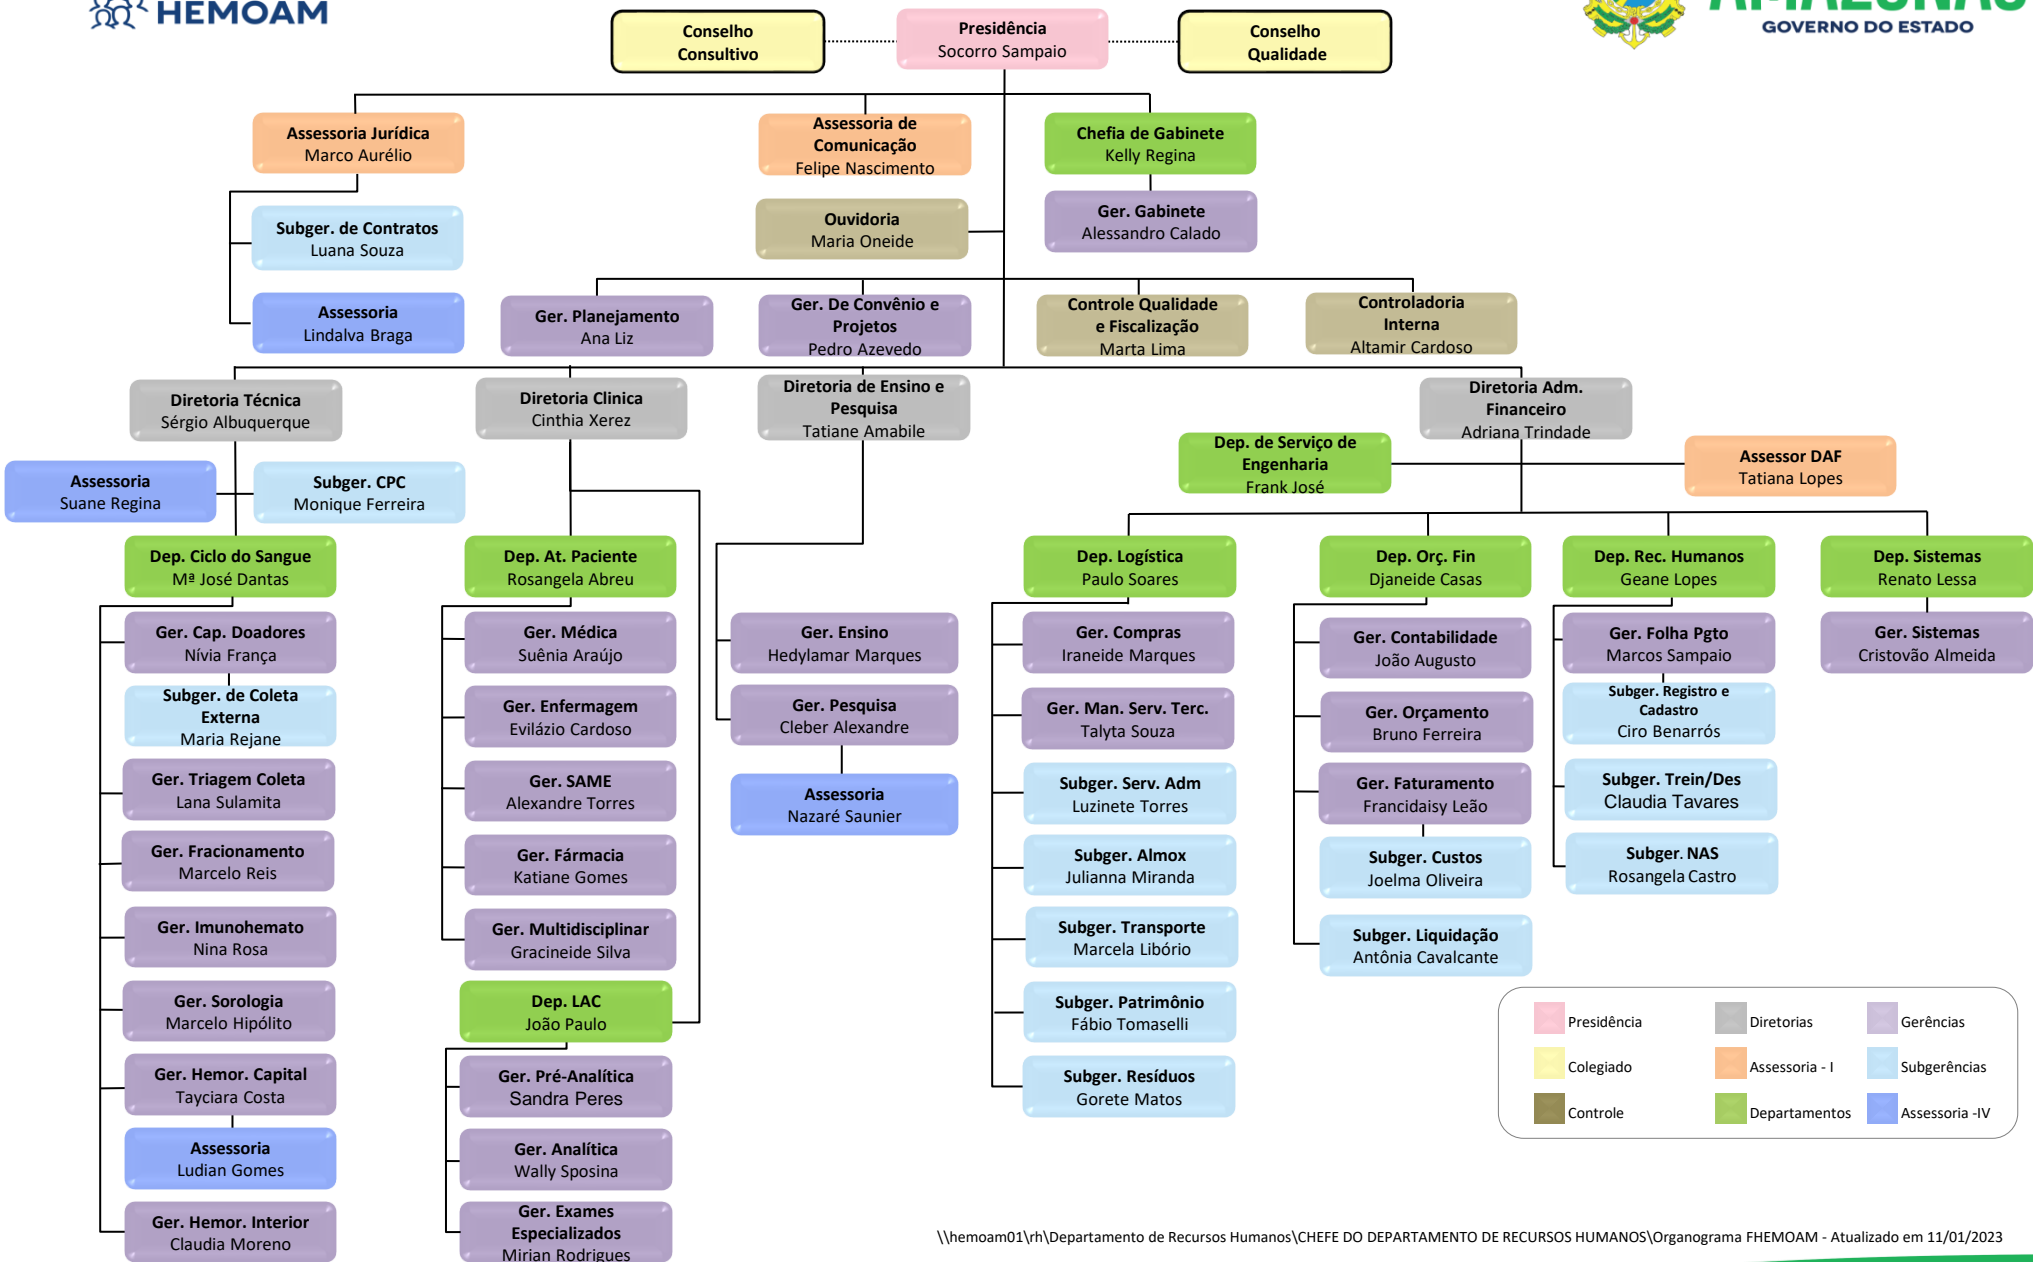 HEMOAM
AMAZONAS
GOVERNO DO ESTADO
Conselho
Consultivo
Presidência
Socorro Sampaio
Conselho
Qualidade
Assessoria Jurídica
Marco Aurélio
Assessoria de
Comunicação
Felipe Nascimento
Chefia de Gabinete
Kelly Regina
Subger. de Contratos
Luana Souza
Ouvidoria
Maria Oneide
Ger. Gabinete
Alessandro Calado
Assessoria
Lindalva Braga
Ger. Planejamento
Ana Liz
Ger. De Convênio e
Projetos
Pedro Azevedo
Controle Qualidade
e Fiscalização
Marta Lima
Controladoria
Interna
Altamir Cardoso
Diretoria Técnica
Sérgio Albuquerque
Diretoria Clinica
Cinthia Xerez
Diretoria de Ensino e
Pesquisa
Tatiane Amabile
Diretoria Adm.
Financeiro
Adriana Trindade
Assessoria
Suane Regina
Subger. CPC
Monique Ferreira
Dep. de Serviço de
Engenharia
Frank José
Assessor DAF
Tatiana Lopes
Dep. Ciclo do Sangue
Mª José Dantas
Dep. At. Paciente
Rosangela Abreu
Dep. Logística
Paulo Soares
Dep. Orç. Fin
Djaneide Casas
Dep. Rec. Humanos
Geane Lopes
Dep. Sistemas
Renato Lessa
Ger. Cap. Doadores
Nívia França
Subger. de Coleta
Externa
Maria Rejane
Ger. Triagem Coleta
Lana Sulamita
Ger. Fracionamento
Marcelo Reis
Ger. Imunohemato
Nina Rosa
Ger. Sorologia
Marcelo Hipólito
Ger. Hemor. Capital
Tayciara Costa
Assessoria
Ludian Gomes
Ger. Hemor. Interior
Claudia Moreno
Ger. Médica
Suênia Araújo
Ger. Enfermagem
Evilázio Cardoso
Ger. SAME
Alexandre Torres
Ger. Fármacia
Katiane Gomes
Ger. Multidisciplinar
Gracineide Silva
Dep. LAC
João Paulo
Ger. Pré-Analítica
Sandra Peres
Ger. Analítica
Wally Sposina
Ger. Exames
Especializados
Mirian Rodrigues
Ger. Ensino
Hedylamar Marques
Ger. Pesquisa
Cleber Alexandre
Assessoria
Nazaré Saunier
Ger. Compras
Iraneide Marques
Ger. Man. Serv. Terc.
Talyta Souza
Subger. Serv. Adm
Luzinete Torres
Subger. Almox
Julianna Miranda
Subger. Transporte
Marcela Libório
Subger. Patrimônio
Fábio Tomaselli
Subger. Resíduos
Gorete Matos
Ger. Contabilidade
João Augusto
Ger. Orçamento
Bruno Ferreira
Ger. Faturamento
Francidaisy Leão
Subger. Custos
Joelma Oliveira
Subger. Liquidação
Antônia Cavalcante
Ger. Folha Pgto
Marcos Sampaio
Subger. Registro e
Cadastro
Ciro Benarrós
Subger. Trein/Des
Claudia Tavares
Subger. NAS
Rosangela Castro
Ger. Sistemas
Cristovão Almeida
Presidência
Diretorias
Gerências
Colegiado
Assessoria - I
Subgerências
Controle
Departamentos
Assessoria -IV
\\hemoam01\rh\Departamento de Recursos Humanos\CHEFE DO DEPARTAMENTO DE RECURSOS HUMANOS\Organograma FHEMOAM - Atualizado em 11/01/2023